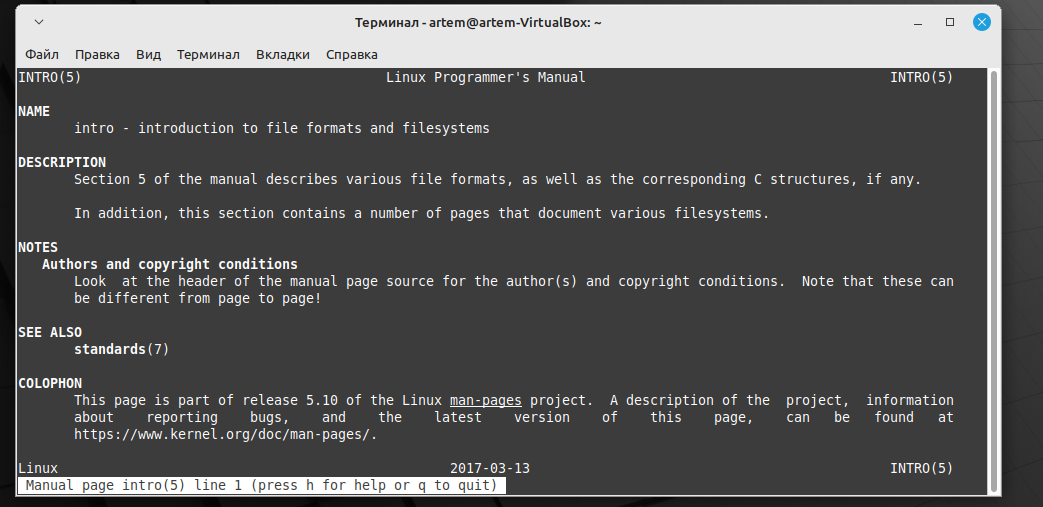 Терминал - artem@artem-VirtualBox: ~
Файл Правка Вид Терминал Вкладки Справка
INTRO(5) Linux Programmer's Manual INTRO(5)
NAME
intro - introduction to file formats and filesystems
DESCRIPTION
Section 5 of the manual describes various file formats, as well as the corresponding C structures, if any.
In addition, this section contains a number of pages that document various filesystems.
NOTES
Authors and copyright conditions
Look at the header of the manual page source for the author(s) and copyright conditions. Note that these can
be different from page to page!
SEE ALSO
standards(7)
COLOPHON
This page is part of release 5.10 of the Linux man-pages project. A description of the project, information
about reporting bugs, and the latest version of this page, can be found at
https://www.kernel.org/doc/man-pages/.
Linux 2017-03-13 INTRO(5)
Manual page intro(5) line 1 (press h for help or q to quit)